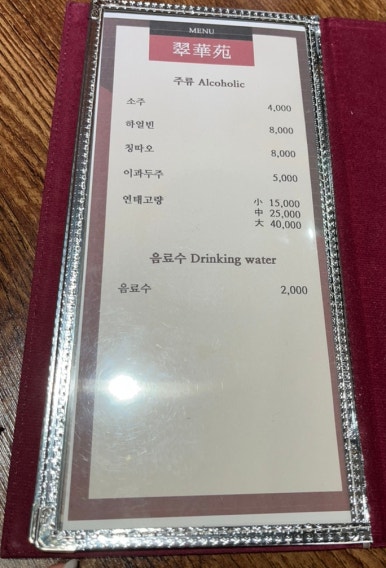 MENU
翠華苑
주류 Alcoholic
소주 4,000
하얼빈 8,000
칭따오 8,000
이과두주 5,000
연태고량 小 15,000
中 25,000
大 40,000
음료수 Drinking water
음료수 2,000